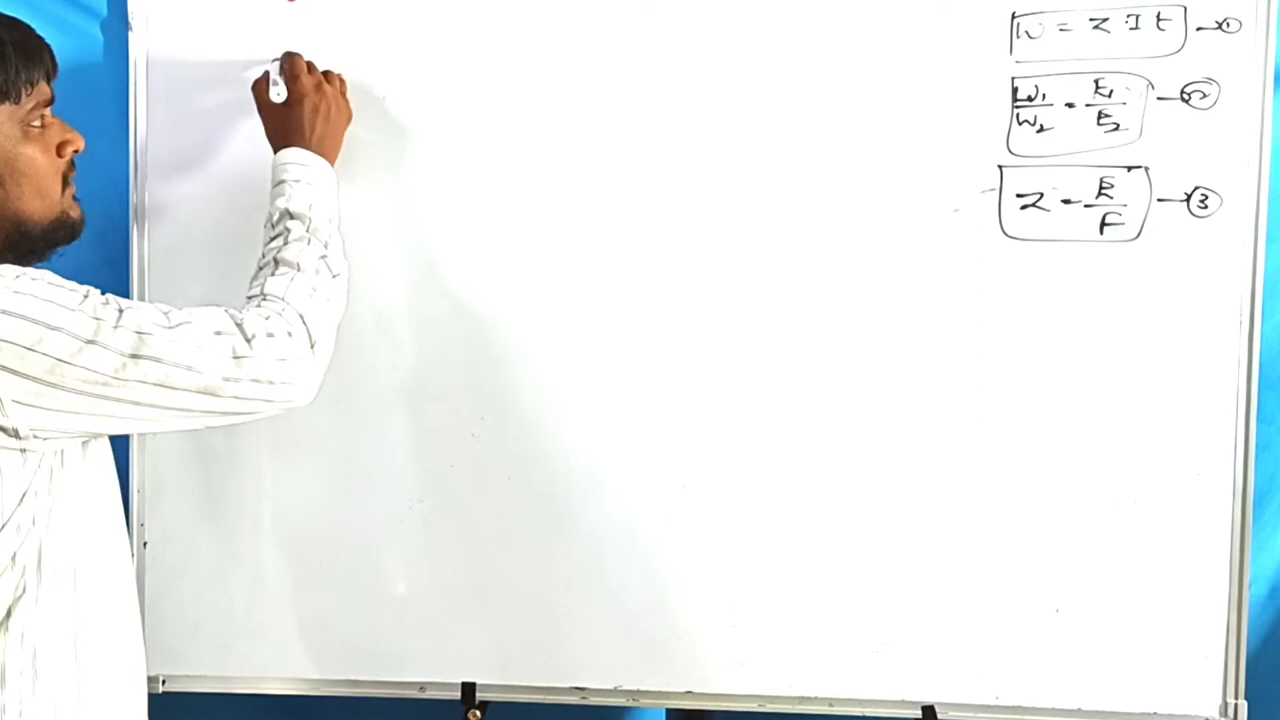 W = Z I t → 1
W1/W2 = E1/E2 → 2
Z = E/F → 3